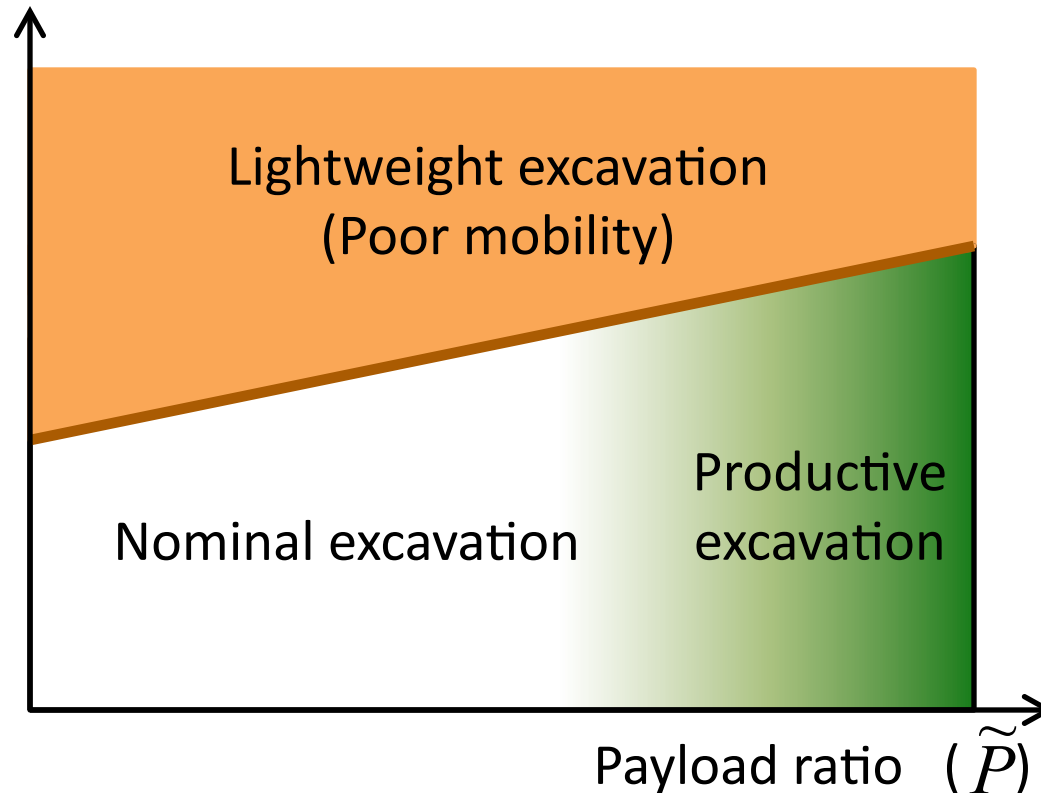 Lightweight excavation
(Poor mobility)
Productive
Nominal excavation excavation
Payload ratio (P̃)